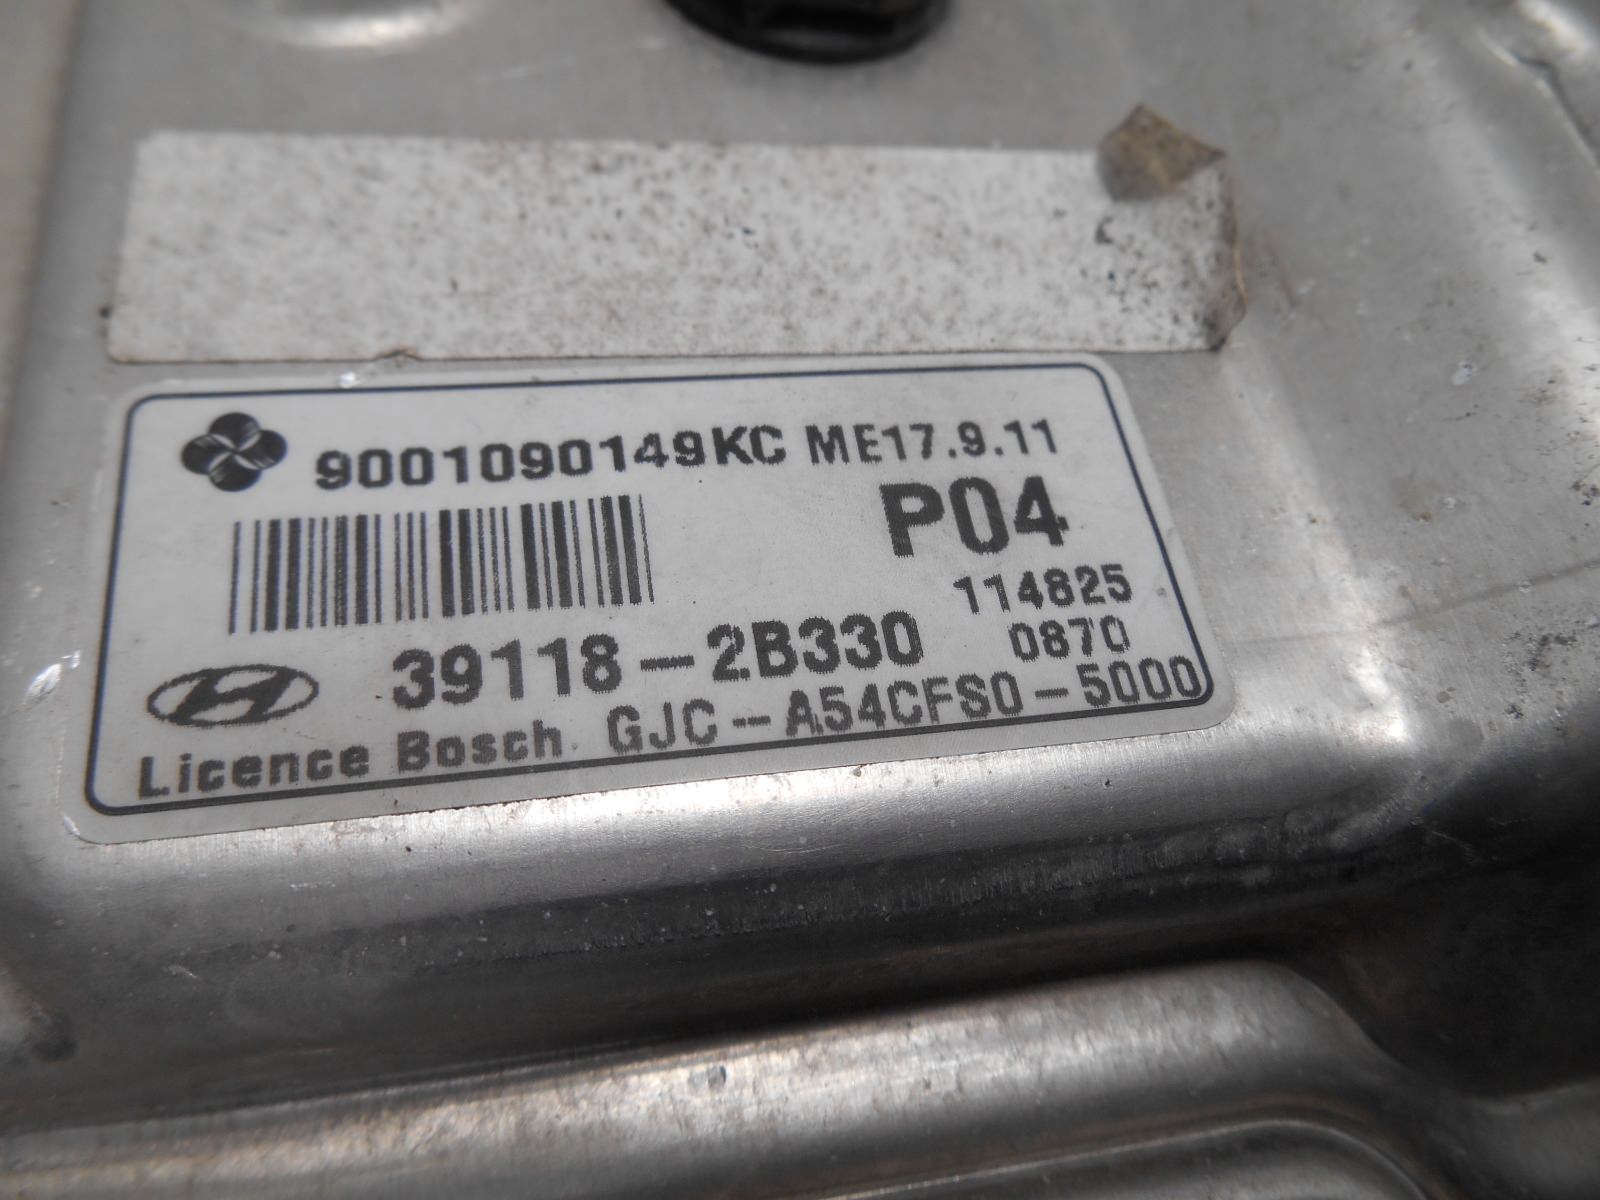 9001090149KC ME17.9.11
P04
114825
39118-2B330 0870
Licence Bosch. GJC-A54CFS0-5000